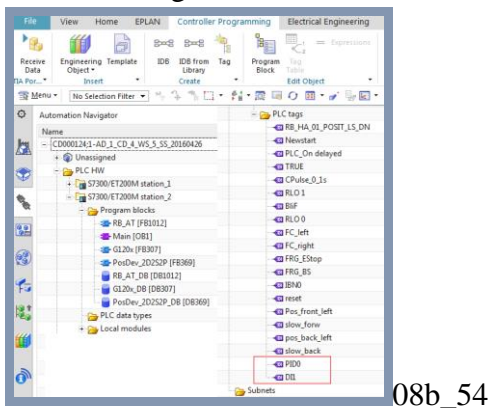 File View Home EPLAN Controller Programming Electrical Engineering
Receive Data Engineering Object Template IDB IDB from Library Tag Program Block Tag Table Expressions
TIA Por... Insert Create Edit Object
Menu No Selection Filter
Automation Navigator
Name
CD000124;1-AD_1_CD_4_WS_5_SS_20160426
Unassigned
PLC HW
S7300/ET200M station_1
S7300/ET200M station_2
Program blocks
RB_AT [FB1012]
Main [OB1]
G120x [FB307]
PosDev_2D2S2P [FB369]
RB_AT_DB [DB1012]
G120x_DB [DB307]
PosDev_2D2S2P_DB [DB369]
PLC data types
Local modules
PLC tags
RB_HA_01_POSIT_LS_DN
Newstart
PLC_On delayed
TRUE
CPulse_0_1s
RLO 1
BliF
RLO 0
FC_left
FC_right
FRG_EStop
FRG_BS
IBN0
reset
Pos_front_left
slow_forw
pos_back_left
slow_back
PID0
DI1
Subnets
08b_54